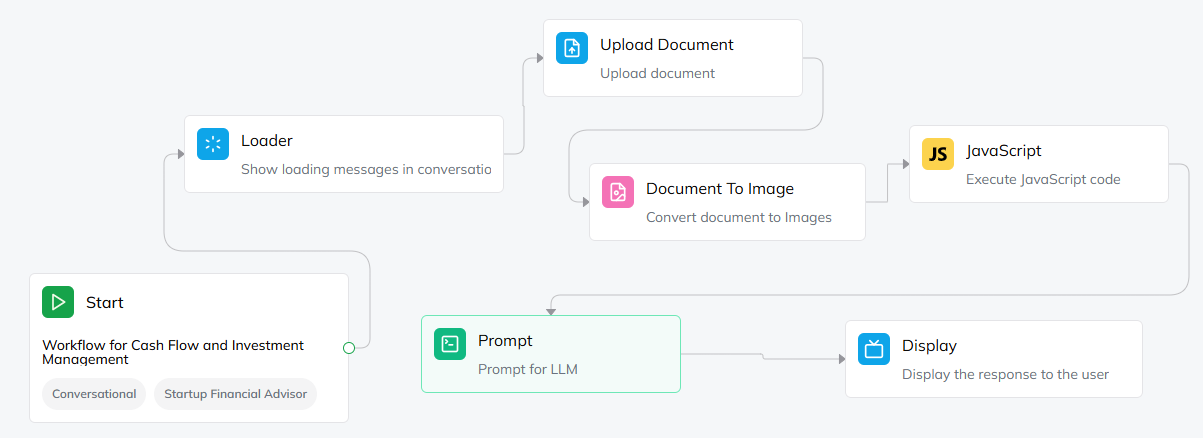 Upload Document
Upload document
Loader
Show loading messages in conversatio
JS
JavaScript
Execute JavaScript code
Document To Image
Convert document to Images
Start
Workflow for Cash Flow and Investment
Management
Conversational
Startup Financial Advisor
Prompt
Prompt for LLM
Display
Display the response to the user